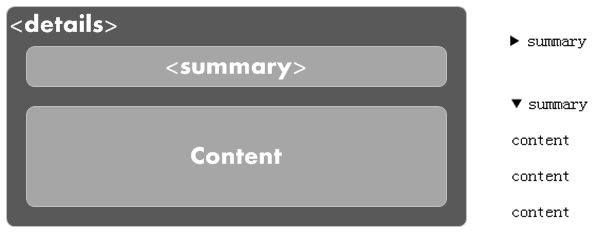 <details>
<summary>
Content
▶ summary
▼ summary
content
content
content